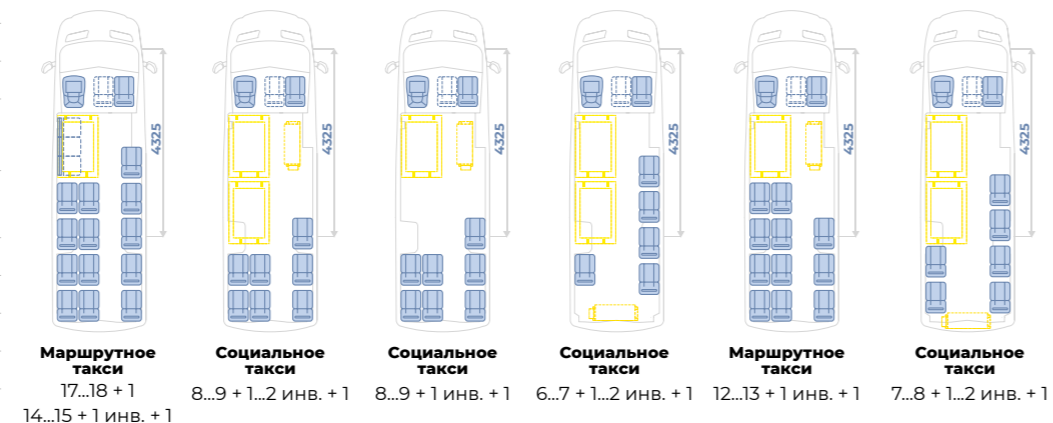 4325
4325
4325
4325
4325
4325
Маршрутное
такси
17...18 + 1
14...15 + 1 инв. + 1
Социальное
такси
8...9 + 1...2 инв. + 1
Социальное
такси
8...9 + 1 инв. + 1
Социальное
такси
6...7 + 1...2 инв. + 1
Маршрутное
такси
12...13 + 1 инв. + 1
Социальное
такси
7...8 + 1...2 инв. + 1